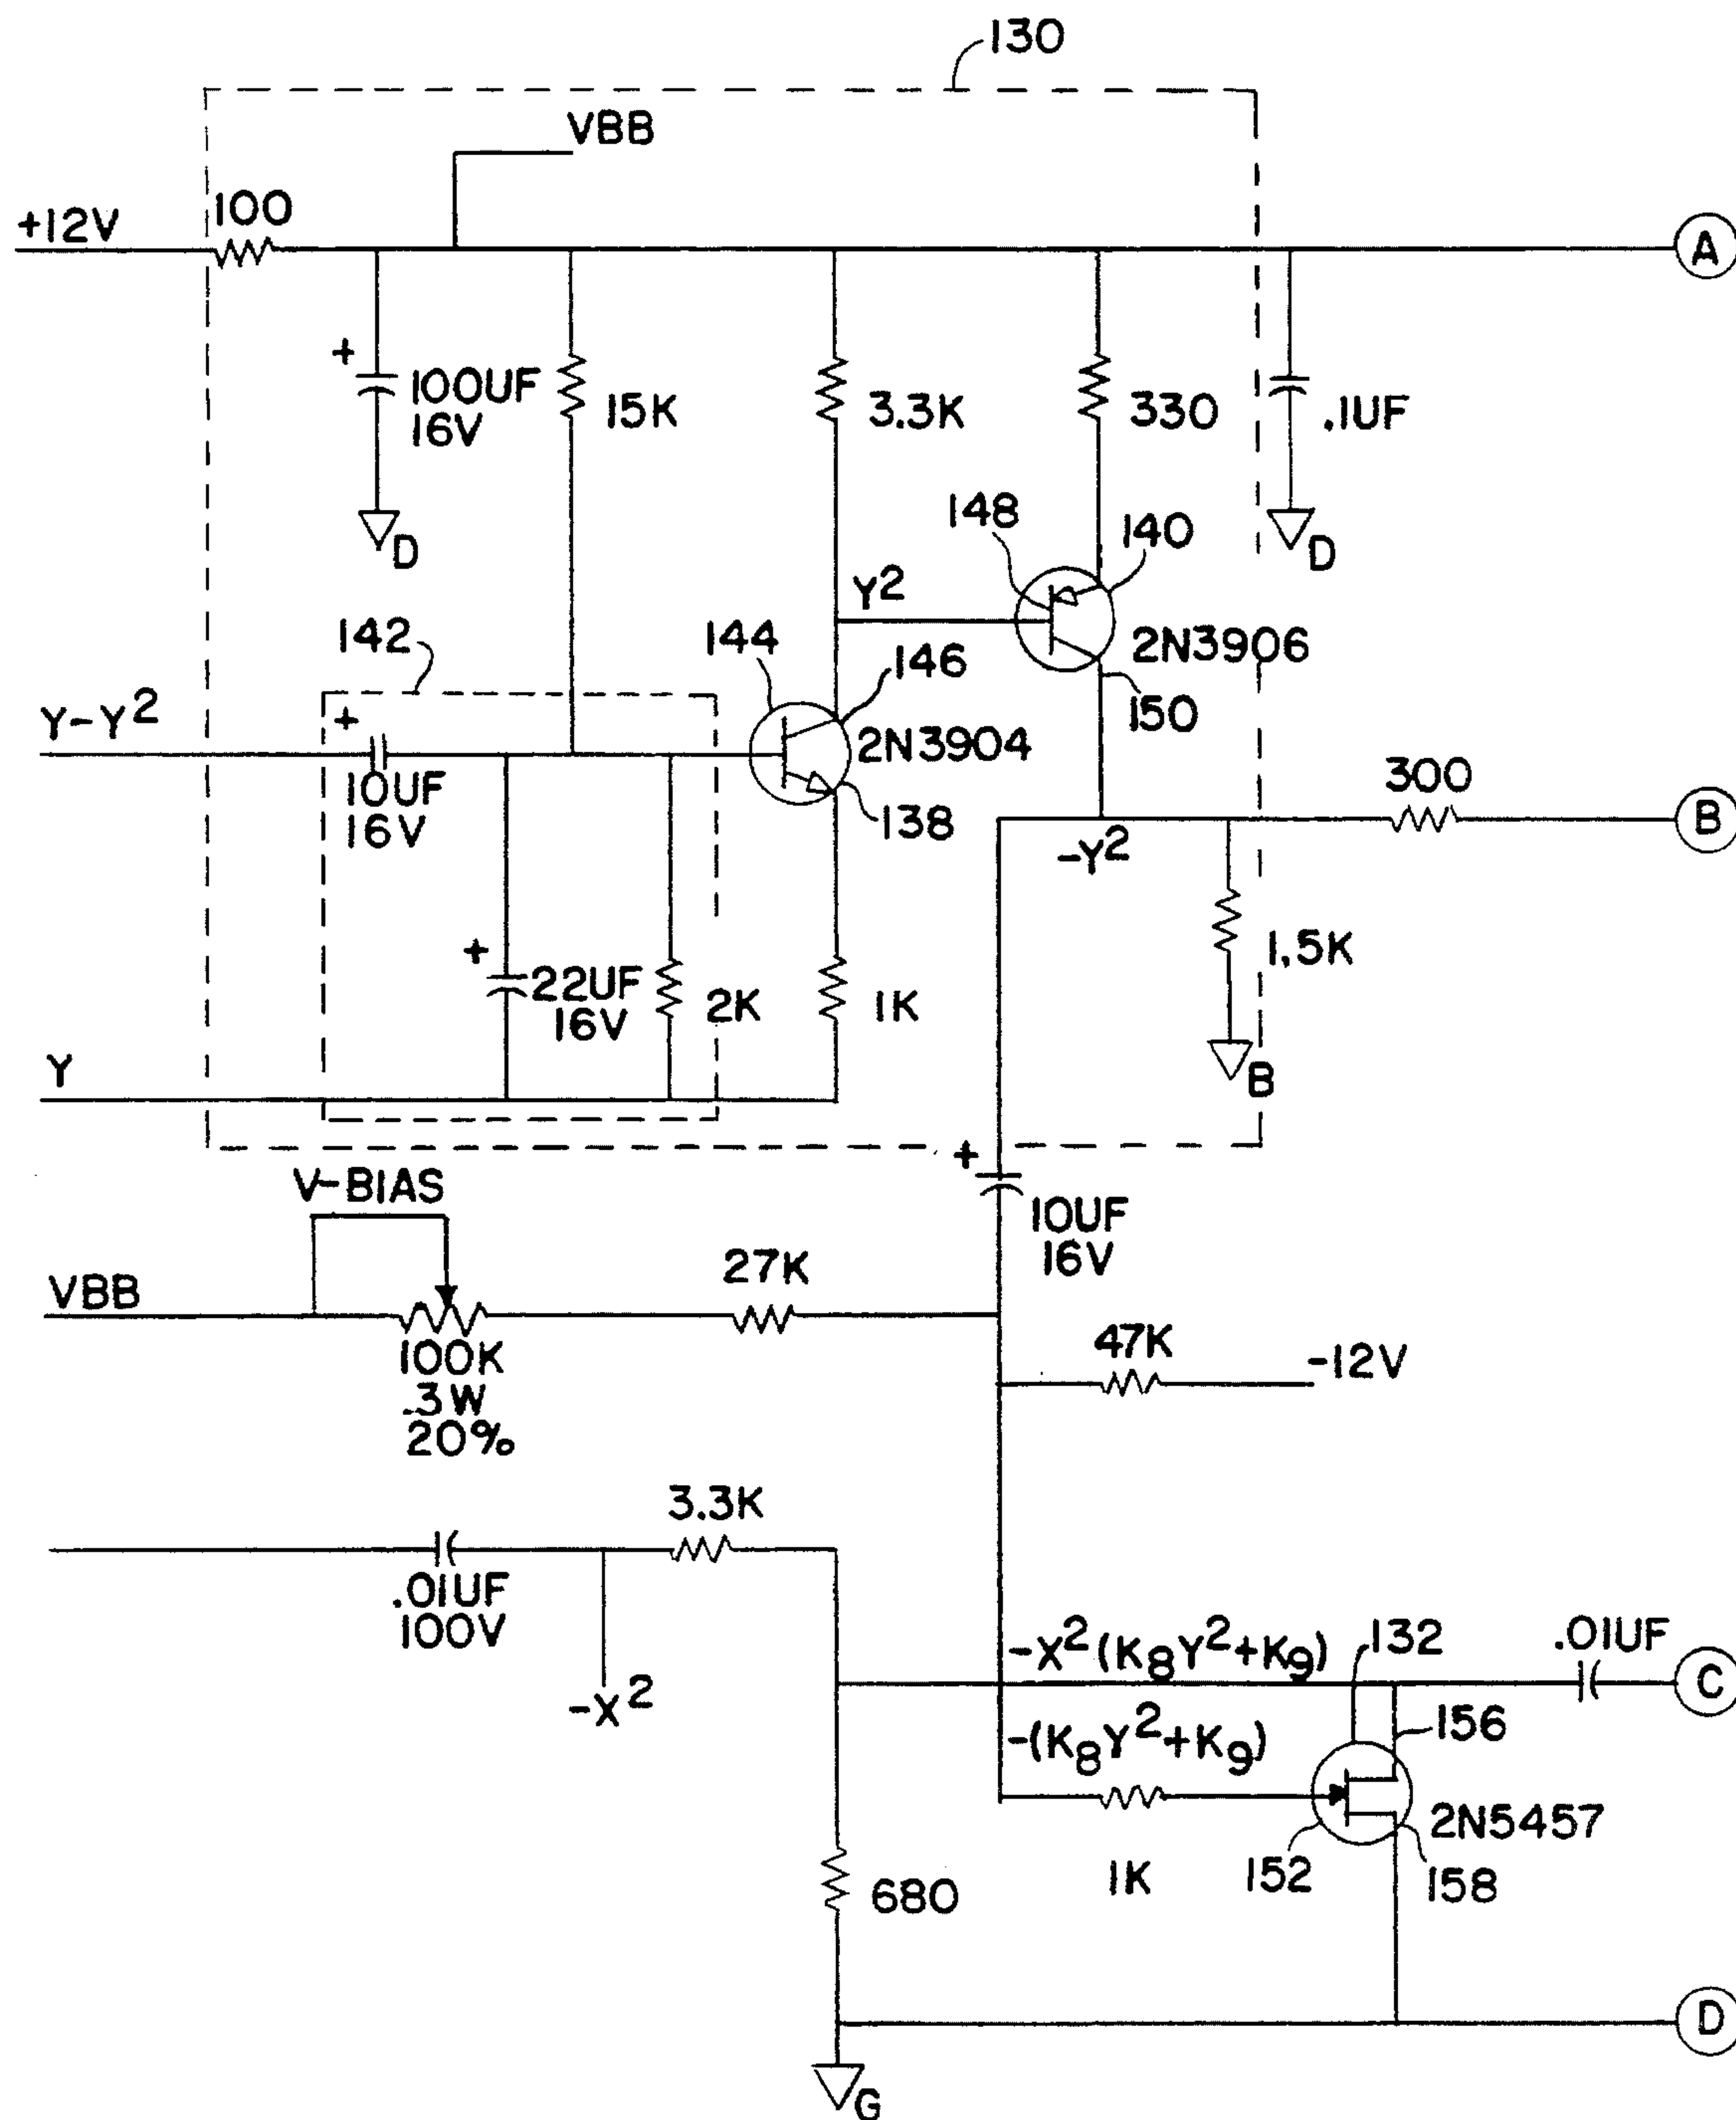 130
VBB
+12V
100
A
+
100UF
16V
15K
3.3K
330
.1UF
D
D
148
140
Y²
2N3906
142
144
146
150
Y-Y²
+
2N3904
10UF
16V
138
300
B
-Y²
+
22UF
16V
2K
1K
1.5K
B
Y
+
V-BIAS
10UF
16V
VBB
27K
100K
.3W
20%
47K
-12V
3.3K
.01UF
100V
-X²
-X²(K₈Y²+K₉)
132
.01UF
C
-(K₈Y²+K₉)
156
2N5457
152
158
1K
680
D
G